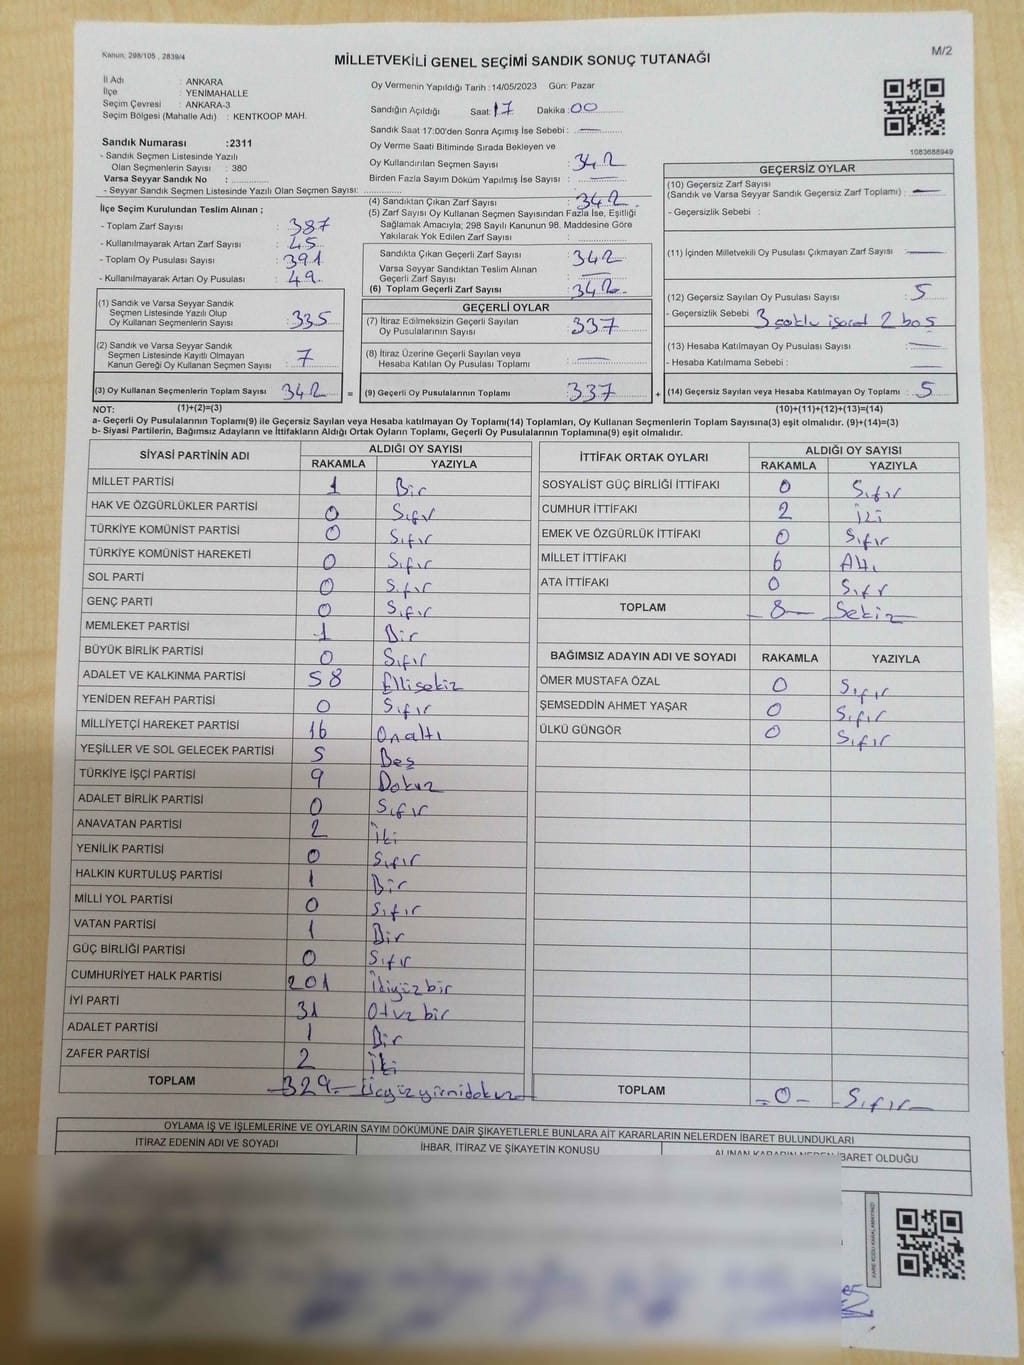 Kanun: 298/105 , 2839/4
MİLLETVEKİLİ GENEL SEÇİMİ SANDIK SONUÇ TUTANAĞI
M/2
İl Adı : ANKARA
İlçe : YENİMAHALLE
Seçim Çevresi : ANKARA-3
Seçim Bölgesi (Mahalle Adı) : KENTKOOP MAH.
Sandık Numarası :2311
- Sandık Seçmen Listesinde Yazılı
Olan Seçmenlerin Sayısı : 380
Varsa Seyyar Sandık No :
- Seyyar Sandık Seçmen Listesinde Yazılı Olan Seçmen Sayısı:
Oy Vermenin Yapıldığı Tarih :14/05/2023 Gün: Pazar
Sandığın Açıldığı Saat: 17 Dakika : 00
Sandık Saat 17:00'den Sonra Açımış İse Sebebi : —
Oy Verme Saati Bitiminde Sırada Bekleyen ve
Oy Kullandırılan Seçmen Sayısı : 342
Birden Fazla Sayım Döküm Yapılmış İse Sayısı : —
1083688949
İlçe Seçim Kurulundan Teslim Alınan ;
- Toplam Zarf Sayısı : 387
- Kullanılmayarak Artan Zarf Sayısı : 45
- Toplam Oy Pusulası Sayısı : 391
- Kullanılmayarak Artan Oy Pusulası : 49
(1) Sandık ve Varsa Seyyar Sandık
Seçmen Listesinde Yazılı Olup
Oy Kullanan Seçmenlerin Sayısı : 335
(2) Sandık ve Varsa Seyyar Sandık
Seçmen Listesinde Kayıtlı Olmayan
Kanun Gereği Oy Kullanan Seçmen Sayısı : 7
(3) Oy Kullanan Seçmenlerin Toplam Sayısı 342
(1)+(2)=(3)
(4) Sandıktan Çıkan Zarf Sayısı : 342
(5) Zarf Sayısı Oy Kullanan Seçmen Sayısından Fazla İse, Eşitliği
Sağlamak Amacıyla; 298 Sayılı Kanunun 98. Maddesine Göre
Yakılarak Yok Edilen Zarf Sayısı :
Sandıkta Çıkan Geçerli Zarf Sayısı : 342
Varsa Seyyar Sandıktan Teslim Alınan
Geçerli Zarf Sayısı : —
(6) Toplam Geçerli Zarf Sayısı : 342
GEÇERLİ OYLAR
(7) İtiraz Edilmeksizin Geçerli Sayılan
Oy Pusulalarının Sayısı : 337
(8) İtiraz Üzerine Geçerli Sayılan veya
Hesaba Katılan Oy Pusulası Toplamı : —
= (9) Geçerli Oy Pusulalarının Toplamı : 337 +
GEÇERSİZ OYLAR
(10) Geçersiz Zarf Sayısı
(Sandık ve Varsa Seyyar Sandık Geçersiz Zarf Toplamı) : —
- Geçersizlik Sebebi :
(11) İçinden Milletvekili Oy Pusulası Çıkmayan Zarf Sayısı : —
(12) Geçersiz Sayılan Oy Pusulası Sayısı : 5
- Geçersizlik Sebebi : 3 çoklu işaret 2 boş
(13) Hesaba Katılmayan Oy Pusulası Sayısı : —
- Hesaba Katılmama Sebebi : —
(14) Geçersiz Sayılan veya Hesaba Katılmayan Oy Toplamı : 5
(10)+(11)+(12)+(13)=(14)
NOT:
a- Geçerli Oy Pusulalarının Toplamı(9) ile Geçersiz Sayılan veya Hesaba katılmayan Oy Toplamı(14) Toplamları, Oy Kullanan Seçmenlerin Toplam Sayısına(3) eşit olmalıdır. (9)+(14)=(3)
b- Siyasi Partilerin, Bağımsız Adayların ve İttifakların Aldığı Ortak Oyların Toplamı, Geçerli Oy Pusulalarının Toplamına(9) eşit olmalıdır.
SİYASİ PARTİNİN ADI ALDIĞI OY SAYISI
RAKAMLA YAZIYLA
MİLLET PARTİSİ 1 Bir
HAK VE ÖZGÜRLÜKLER PARTİSİ 0 Sıfır
TÜRKİYE KOMÜNİST PARTİSİ 0 Sıfır
TÜRKİYE KOMÜNİST HAREKETİ 0 Sıfır
SOL PARTİ 0 Sıfır
GENÇ PARTİ 0 Sıfır
MEMLEKET PARTİSİ 1 Bir
BÜYÜK BİRLİK PARTİSİ 0 Sıfır
ADALET VE KALKINMA PARTİSİ 58 Ellisekiz
YENİDEN REFAH PARTİSİ 0 Sıfır
MİLLİYETÇİ HAREKET PARTİSİ 16 Onaltı
YEŞİLLER VE SOL GELECEK PARTİSİ 5 Beş
TÜRKİYE İŞÇİ PARTİSİ 9 Dokuz
ADALET BİRLİK PARTİSİ 0 Sıfır
ANAVATAN PARTİSİ 2 İki
YENİLİK PARTİSİ 0 Sıfır
HALKIN KURTULUŞ PARTİSİ 1 Bir
MİLLİ YOL PARTİSİ 0 Sıfır
VATAN PARTİSİ 1 Bir
GÜÇ BİRLİĞİ PARTİSİ 0 Sıfır
CUMHURİYET HALK PARTİSİ 201 İkiyüzbir
İYİ PARTİ 31 Otuzbir
ADALET PARTİSİ 1 Bir
ZAFER PARTİSİ 2 İki
TOPLAM -329- Üçyüzyirmidokuz
İTTİFAK ORTAK OYLARI ALDIĞI OY SAYISI
RAKAMLA YAZIYLA
SOSYALİST GÜÇ BİRLİĞİ İTTİFAKI 0 Sıfır
CUMHUR İTTİFAKI 2 İki
EMEK VE ÖZGÜRLÜK İTTİFAKI 0 Sıfır
MİLLET İTTİFAKI 6 Altı
ATA İTTİFAKI 0 Sıfır
TOPLAM -8- Sekiz
BAĞIMSIZ ADAYIN ADI VE SOYADI RAKAMLA YAZIYLA
ÖMER MUSTAFA ÖZAL 0 Sıfır
ŞEMSEDDİN AHMET YAŞAR 0 Sıfır
ÜLKÜ GÜNGÖR 0 Sıfır
TOPLAM -0- -Sıfır-
OYLAMA İŞ VE İŞLEMLERİNE VE OYLARIN SAYIM DÖKÜMÜNE DAİR ŞİKAYETLERLE BUNLARA AİT KARARLARIN NELERDEN İBARET BULUNDUKLARI
İTİRAZ EDENİN ADI VE SOYADI İHBAR, İTİRAZ VE ŞİKAYETİN KONUSU ALINAN KARARIN NEDEN İBARET OLDUĞU
KARE KODU KARALAMAYINIZ!